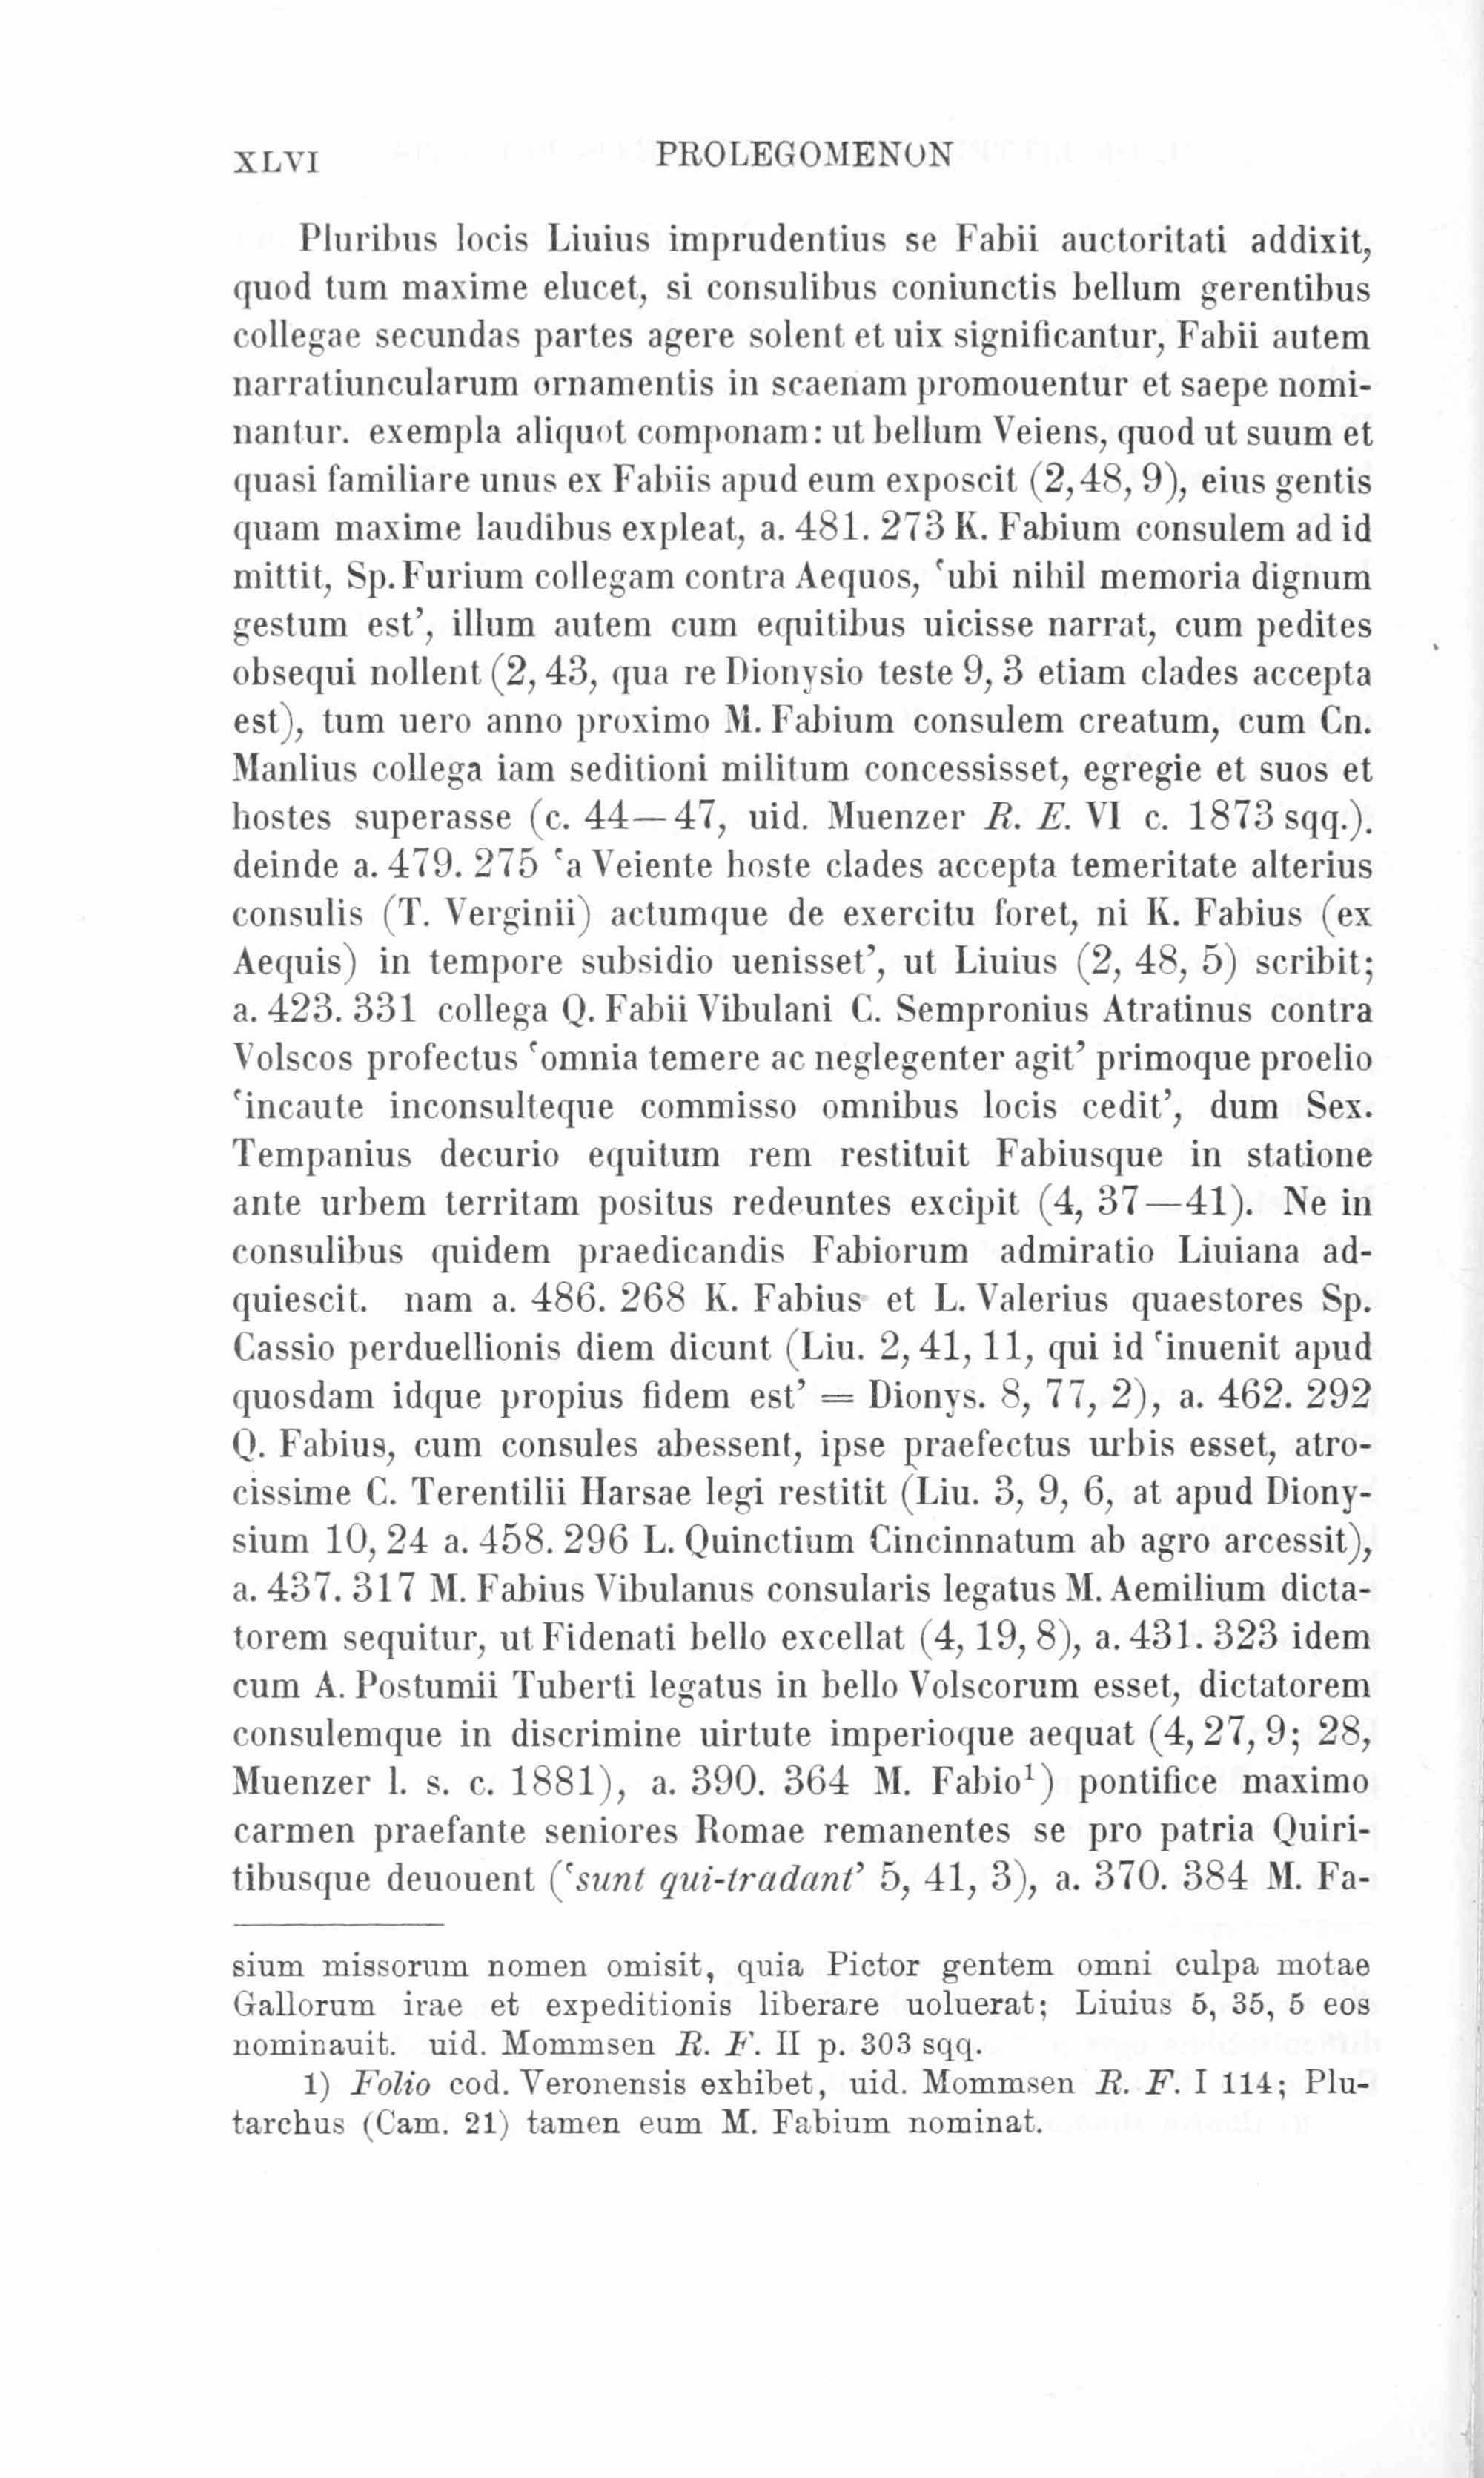 XLVI PROLEGOMENON
Pluribus locis Liuius imprudentius se Fabii auctoritati addixit,
quod tum maxime elucet, si consulibus coniunctis bellum gerentibus
collegae secundas partes agere solent et uix significantur, Fabii autem
narratiuncularum ornamentis in scaenam promouentur et saepe nomi-
nantur. exempla aliquot componam: ut bellum Veiens, quod ut suum et
quasi familiare unus ex Fabiis apud eum exposcit (2,48, 9), eius gentis
quam maxime laudibus expleat, a. 481. 273 K. Fabium consulem ad id
mittit, Sp. Furium collegam contra Aequos, ‘ubi nihil memoria dignum
gestum est’, illum autem cum equitibus uicisse narrat, cum pedites
obsequi nollent (2, 43, qua re Dionysio teste 9, 3 etiam clades accepta
est), tum uero anno proximo M. Fabium consulem creatum, cum Cn.
Manlius collega iam seditioni militum concessisset, egregie et suos et
hostes superasse (c. 44—47, uid. Muenzer R. E. VI c. 1873 sqq.).
deinde a. 479. 275 ‘a Veiente hoste clades accepta temeritate alterius
consulis (T. Verginii) actumque de exercitu foret, ni K. Fabius (ex
Aequis) in tempore subsidio uenisset’, ut Liuius (2, 48, 5) scribit;
a. 423. 331 collega Q. Fabii Vibulani C. Sempronius Atratinus contra
Volscos profectus ‘omnia temere ac neglegenter agit’ primoque proelio
‘incaute inconsulteque commisso omnibus locis cedit’, dum Sex.
Tempanius decurio equitum rem restituit Fabiusque in statione
ante urbem territam positus redeuntes excipit (4, 37—41). Ne in
consulibus quidem praedicandis Fabiorum admiratio Liuiana ad-
quiescit. nam a. 486. 268 K. Fabius et L. Valerius quaestores Sp.
Cassio perduellionis diem dicunt (Liu. 2, 41, 11, qui id ‘inuenit apud
quosdam idque propius fidem est’ = Dionys. 8, 77, 2), a. 462. 292
Q. Fabius, cum consules abessent, ipse praefectus urbis esset, atro-
cissime C. Terentilii Harsae legi restitit (Liu. 3, 9, 6, at apud Diony-
sium 10, 24 a. 458. 296 L. Quinctium Cincinnatum ab agro arcessit),
a. 437. 317 M. Fabius Vibulanus consularis legatus M. Aemilium dicta-
torem sequitur, ut Fidenati bello excellat (4, 19, 8), a. 431. 323 idem
cum A. Postumii Tuberti legatus in bello Volscorum esset, dictatorem
consulemque in discrimine uirtute imperioque aequat (4, 27, 9; 28,
Muenzer l. s. c. 1881), a. 390. 364 M. Fabio¹) pontifice maximo
carmen praefante seniores Romae remanentes se pro patria Quiri-
tibusque deuouent (‘sunt qui-tradant’ 5, 41, 3), a. 370. 384 M. Fa-
sium missorum nomen omisit, quia Pictor gentem omni culpa motae
Gallorum irae et expeditionis liberare uoluerat; Liuius 5, 35, 5 eos
nominauit. uid. Mommsen R. F. II p. 303 sqq.
1) Folio cod. Veronensis exhibet, uid. Mommsen R. F. I 114; Plu-
tarchus (Cam. 21) tamen eum M. Fabium nominat.